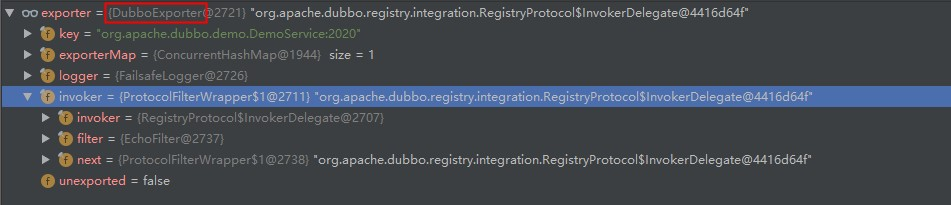 exporter = {DubboExporter@2721} "org.apache.dubbo.registry.integration.RegistryProtocol$InvokerDelegate@4416d64f"
key = "org.apache.dubbo.demo.DemoService:2020"
exporterMap = {ConcurrentHashMap@1944} size = 1
logger = {FailsafeLogger@2726}
invoker = {ProtocolFilterWrapper$1@2711} "org.apache.dubbo.registry.integration.RegistryProtocol$InvokerDelegate@4416d64f"
invoker = {RegistryProtocol$InvokerDelegate@2707}
filter = {EchoFilter@2737}
next = {ProtocolFilterWrapper$1@2738} "org.apache.dubbo.registry.integration.RegistryProtocol$InvokerDelegate@4416d64f"
unexported = false